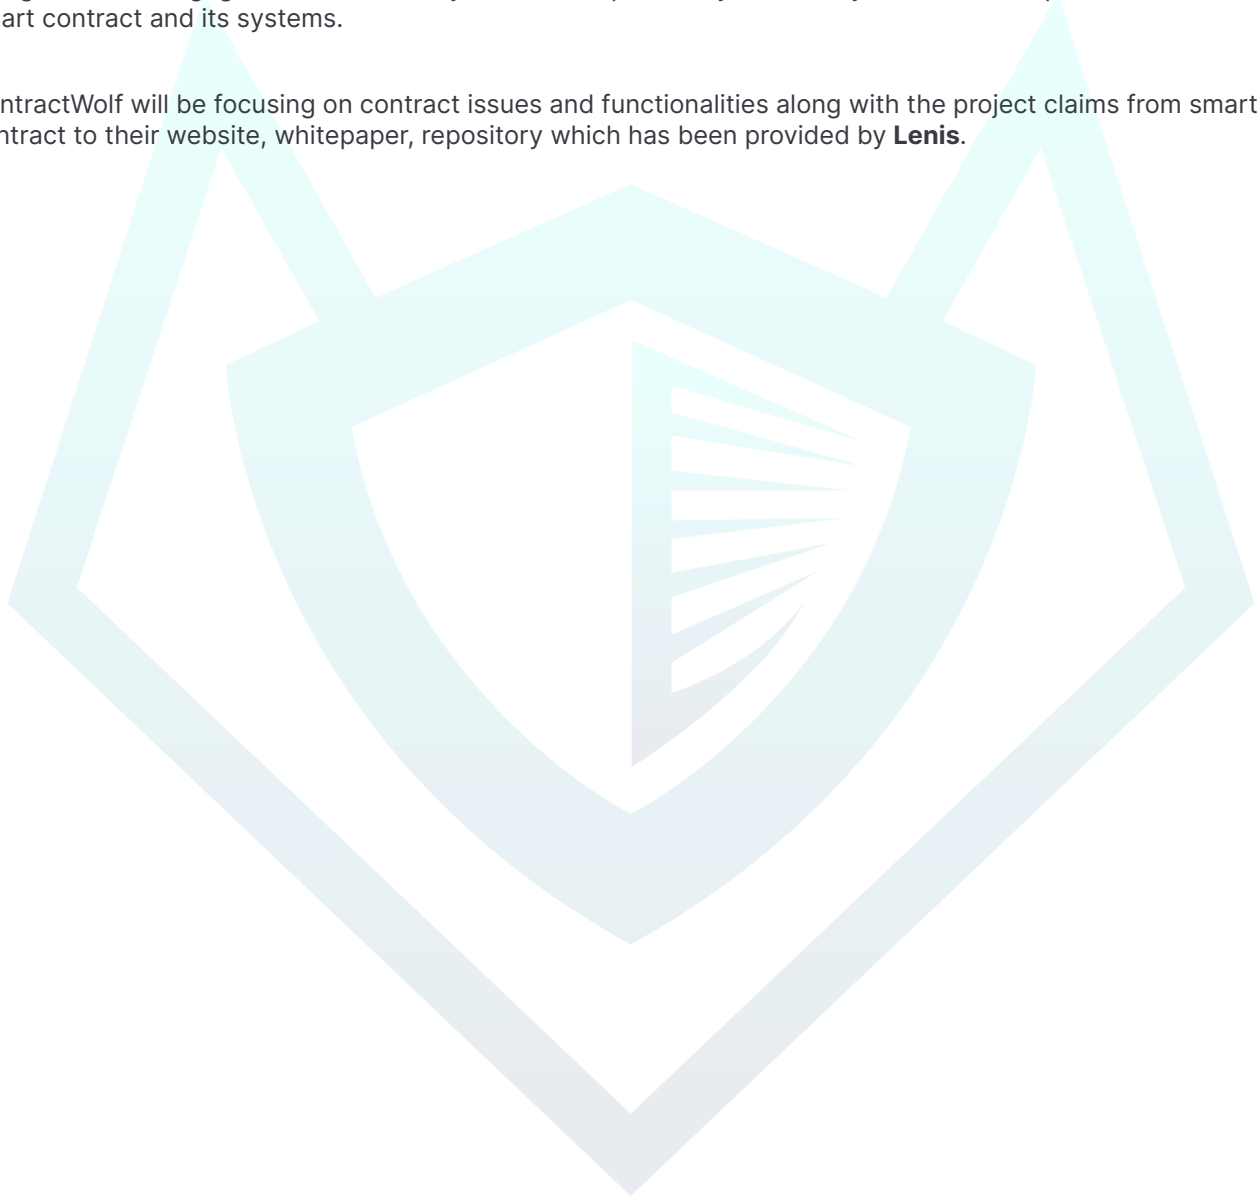 art contract and its systems.
ntractWolf will be focusing on contract issues and functionalities along with the project claims from smart
ntract to their website, whitepaper, repository which has been provided by Lenis.